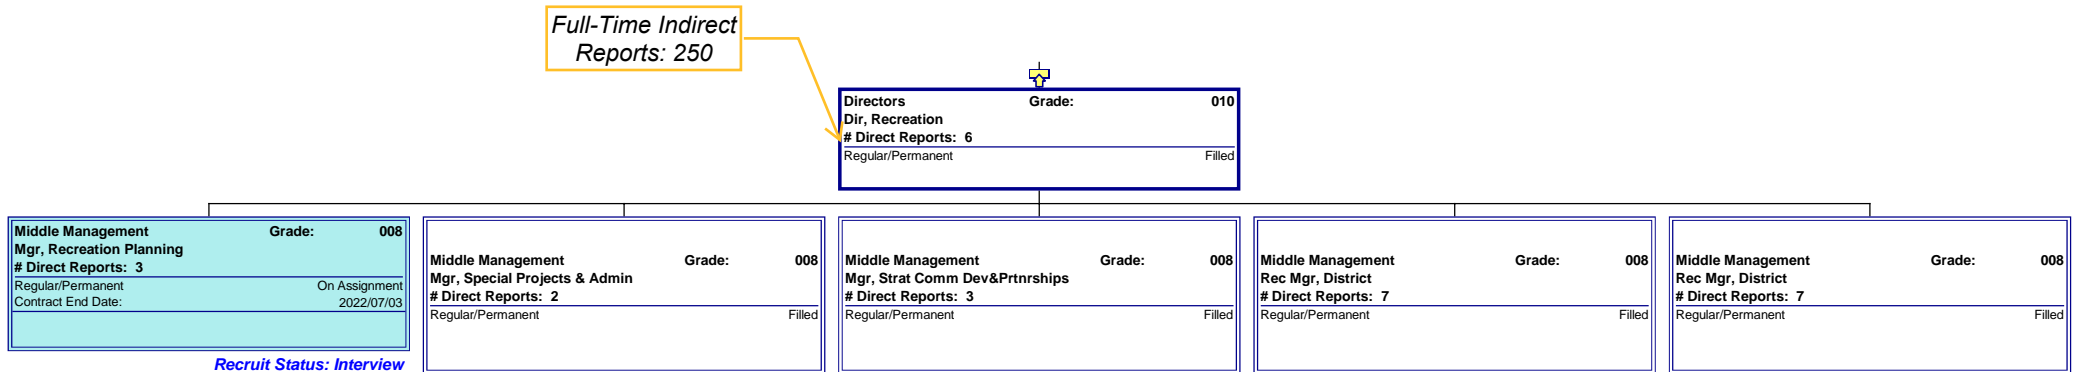 Full-Time Indirect
Reports: 250
Directors Grade: 010
Dir, Recreation
# Direct Reports: 6
Regular/Permanent Filled
Middle Management Grade: 008
Mgr, Recreation Planning
# Direct Reports: 3
Regular/Permanent On Assignment
Contract End Date: 2022/07/03
Recruit Status: Interview
Middle Management Grade: 008
Mgr, Special Projects & Admin
# Direct Reports: 2
Regular/Permanent Filled
Middle Management Grade: 008
Mgr, Strat Comm Dev&Prtnrships
# Direct Reports: 3
Regular/Permanent Filled
Middle Management Grade: 008
Rec Mgr, District
# Direct Reports: 7
Regular/Permanent Filled
Middle Management Grade: 008
Rec Mgr, District
# Direct Reports: 7
Regular/Permanent Filled